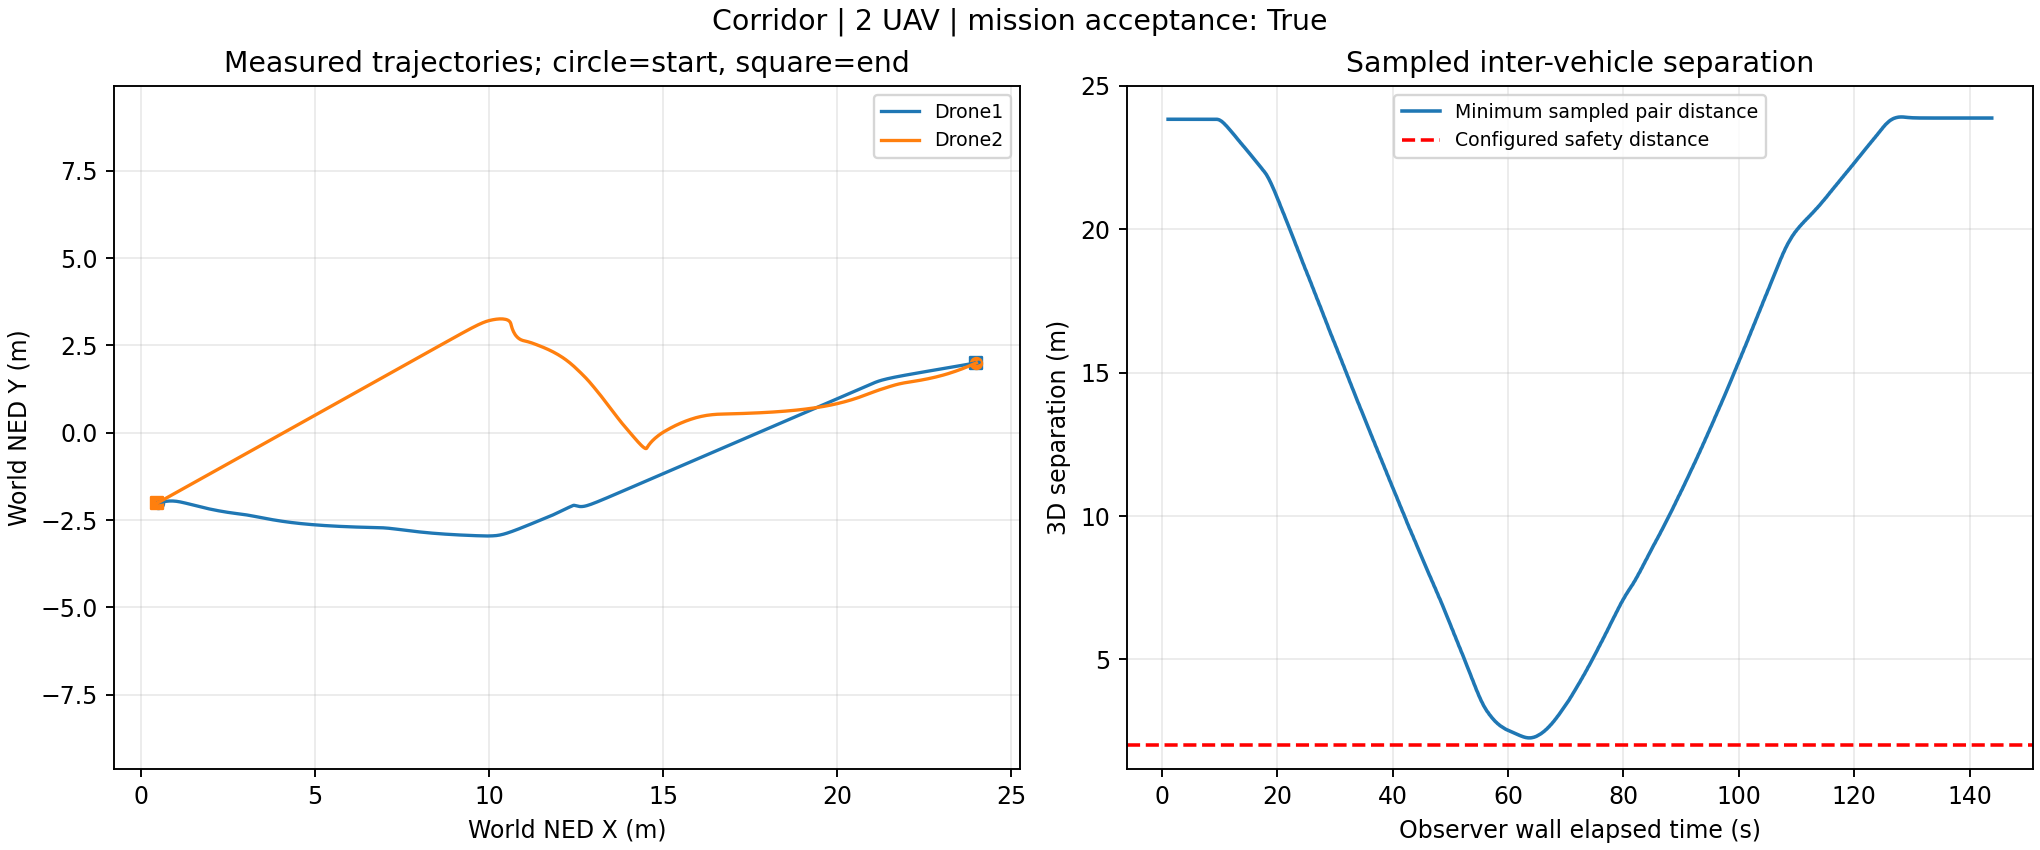 Corridor | 2 UAV | mission acceptance: True
Measured trajectories; circle=start, square=end
Drone1
Drone2
7.5
5.0
2.5
0.0
−2.5
−5.0
−7.5
World NED Y (m)
0
5
10
15
20
25
World NED X (m)
Sampled inter-vehicle separation
Minimum sampled pair distance
Configured safety distance
25
20
15
10
5
3D separation (m)
0
20
40
60
80
100
120
140
Observer wall elapsed time (s)